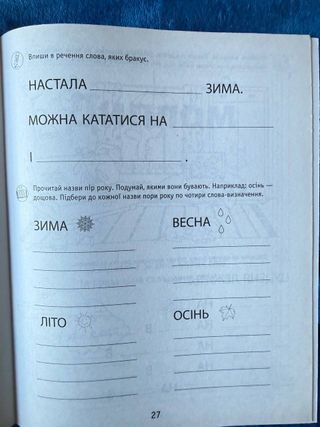 Впиши в речення слова, яких бракує.
НАСТАЛА ЗИМА.
МОЖНА КАТАТИСЯ НА
І .
Прочитай назви пір року. Подумай, якими вони бувають. Наприклад: осінь —
дощова. Підбери до кожної назви пори року по чотири слова-визначення.
ЗИМА ВЕСНА
ЛІТО ОСІНЬ
27